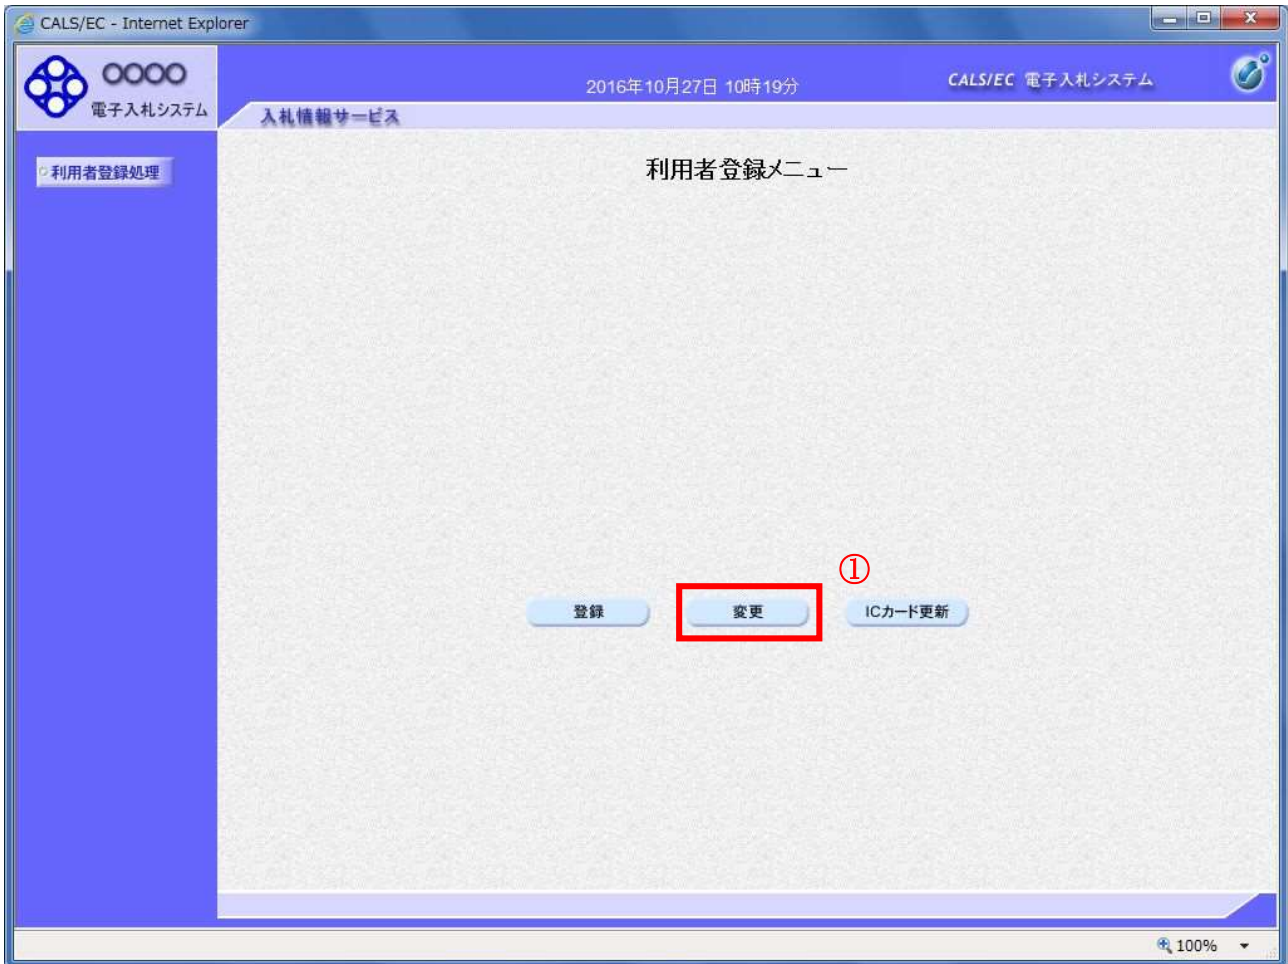 CALS/EC - Internet Explorer
〇〇〇〇
電子入札システム
2016年10月27日 10時19分
CALS/EC 電子入札システム
入札情報サービス
利用者登録処理
利用者登録メニュー
①
登録
変更
ICカード更新
100%